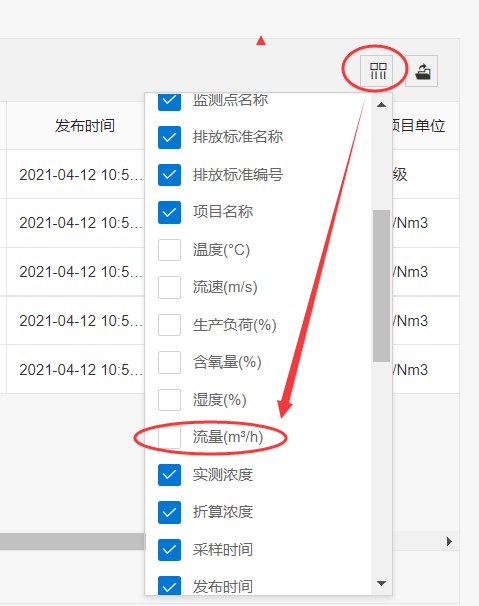 发布时间
项目单位
2021-04-12 10:5...
级
2021-04-12 10:5...
/Nm3
2021-04-12 10:5...
/Nm3
2021-04-12 10:5...
/Nm3
2021-04-12 10:5...
/Nm3
监测点名称
排放标准名称
排放标准编号
项目名称
温度(°C)
流速(m/s)
生产负荷(%)
含氧量(%)
湿度(%)
流量(m³/h)
实测浓度
折算浓度
采样时间
发布时间